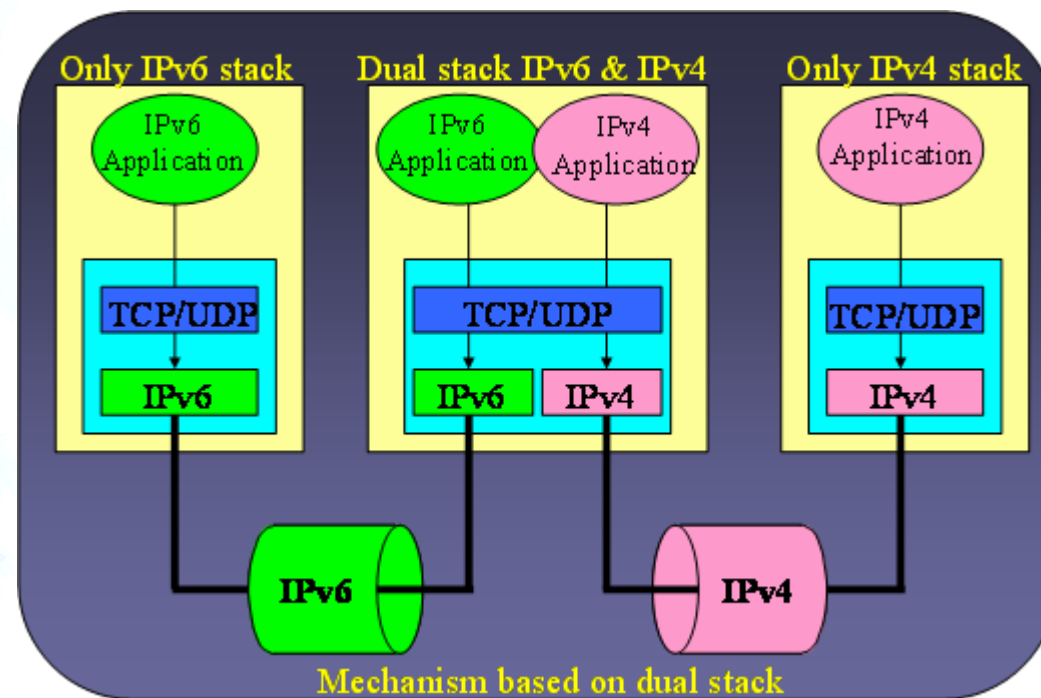 Only IPv6 stack
Dual stack IPv6 & IPv4
Only IPv4 stack
IPv6
Application
IPv6
Application
IPv4
Application
IPv4
Application
TCP/UDP
TCP/UDP
TCP/UDP
IPv6
IPv6
IPv4
IPv4
IPv6
IPv4
Mechanism based on dual stack